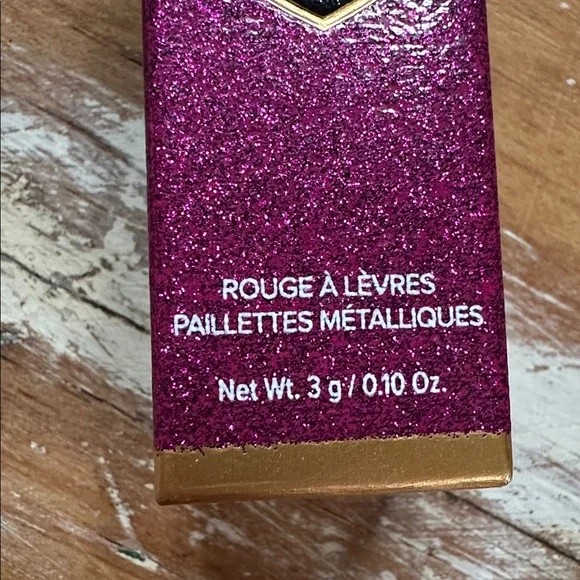 ROUGE À LÈVRES
PAILLETTES MÉTALLIQUES
Net Wt. 3 g / 0.10 Oz.